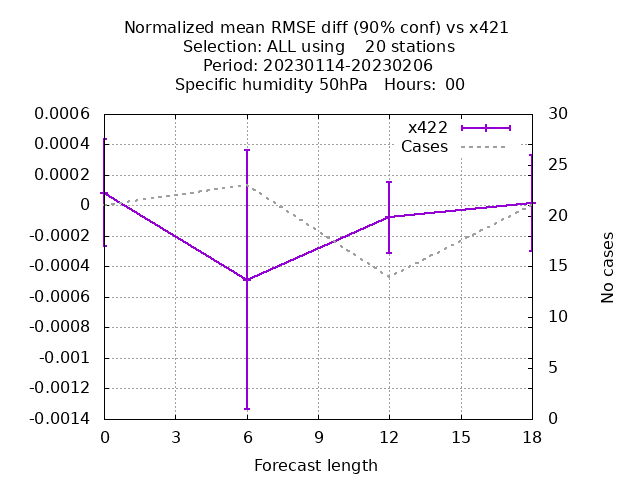 Normalized mean RMSE diff (90% conf) vs x421
Selection: ALL using    20 stations
Period: 20230114-20230206
Specific humidity 50hPa   Hours:  00
0.0006
0.0004
0.0002
0
-0.0002
-0.0004
-0.0006
-0.0008
-0.001
-0.0012
-0.0014
30
25
20
15
10
5
0
x422
Cases
No cases
0 3 6 9 12 15 18
Forecast length